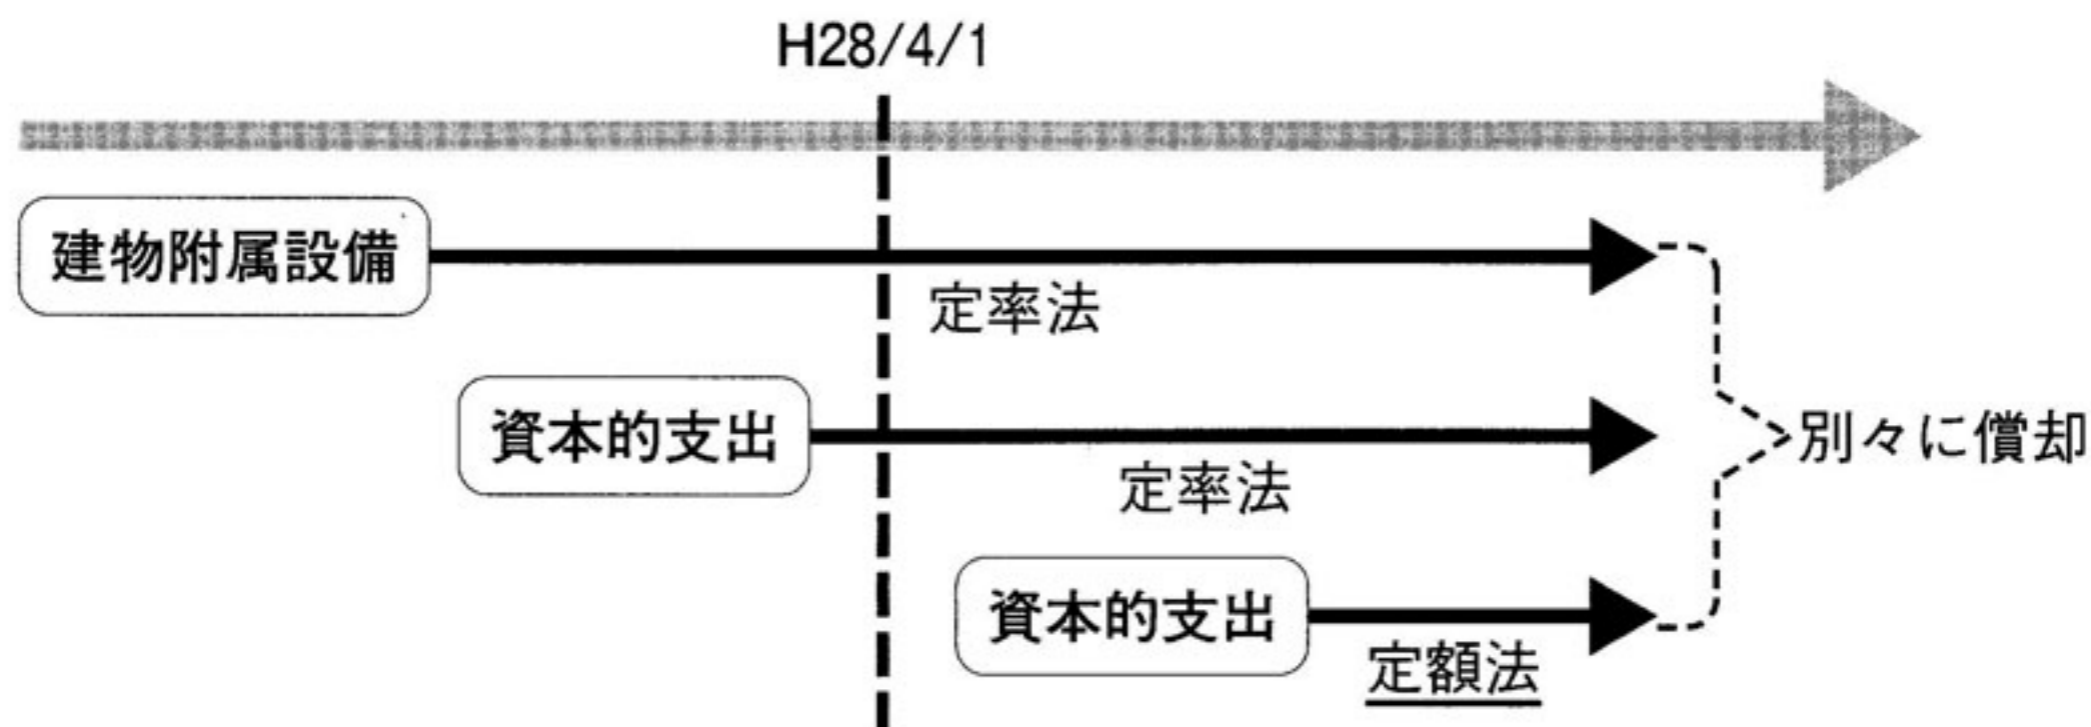 H28/4/1
建物附属設備
定率法
資本的支出
定率法
別々に償却
資本的支出
定額法